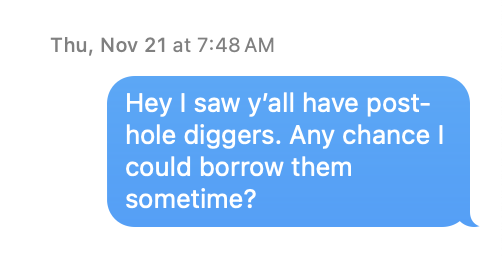 Thu, Nov 21 at 7:48 AM
Hey I saw y’all have post-
hole diggers. Any chance I
could borrow them
sometime?